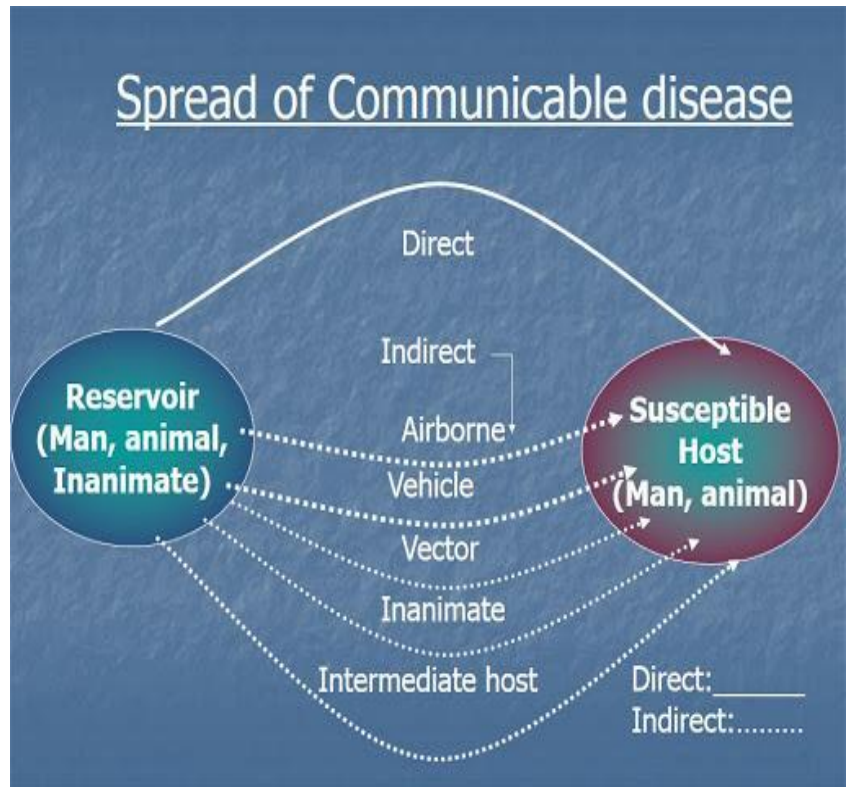 Spread of Communicable disease
Direct
Indirect
Reservoir
(Man, animal,
Inanimate)
Airborne
Vehicle
Vector
Inanimate
Intermediate host
Susceptible
Host
(Man, animal)
Direct:_______
Indirect:.........